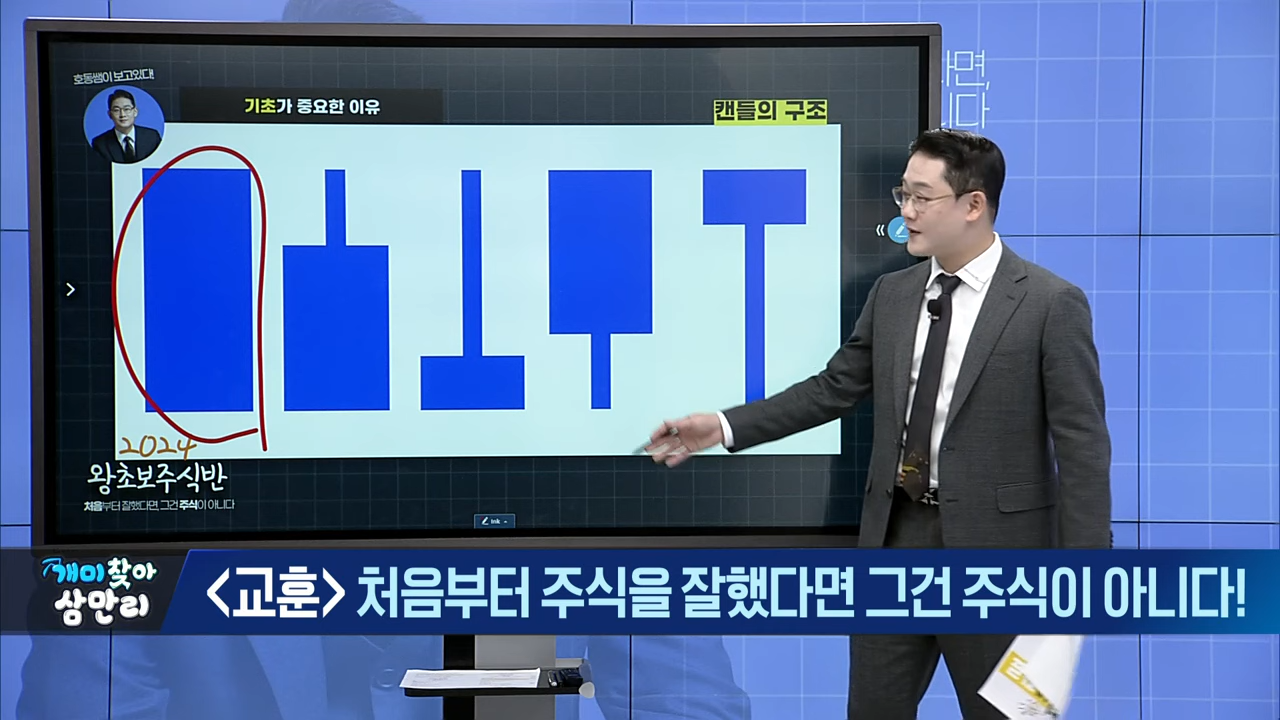 호동쌤이 보고있다!
기초가 중요한 이유
캔들의 구조
2024
왕초보주식반
처음부터 잘했다면, 그건 주식이 아니다
Ink
개미찾아
삼만리
<교훈> 처음부터 주식을 잘했다면 그건 주식이 아니다!